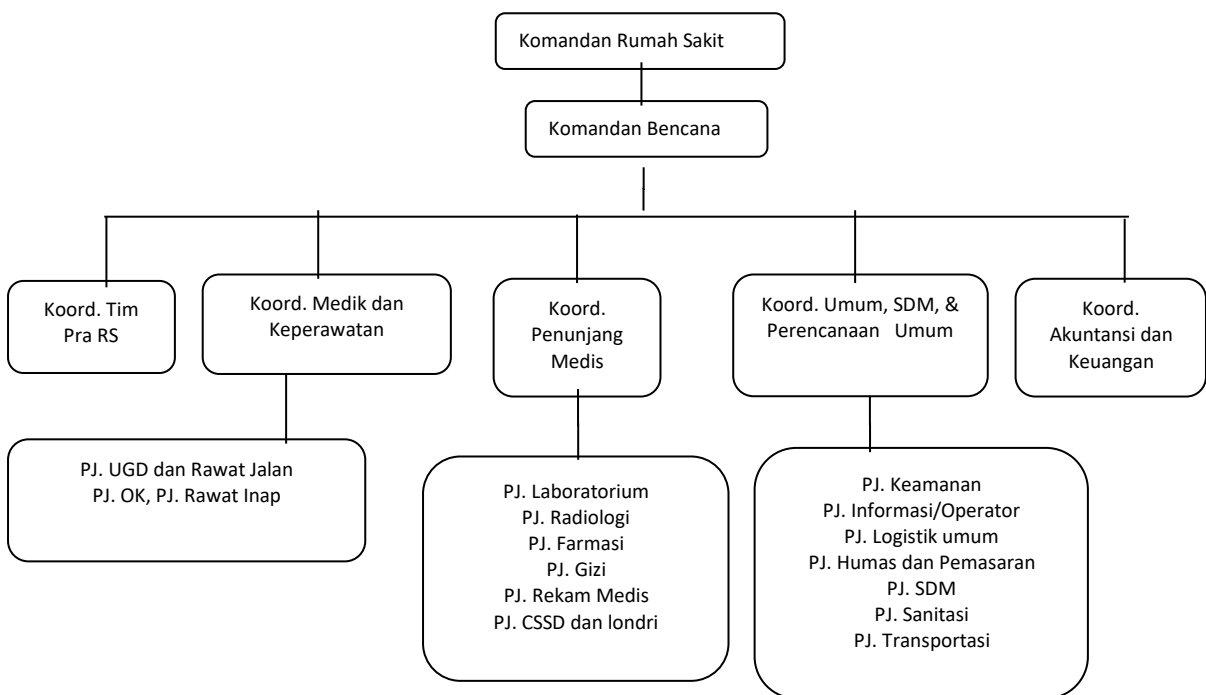 Komandan Rumah Sakit
Komandan Bencana
Koord. Tim
Pra RS
Koord. Medik dan
Keperawatan
Koord.
Penunjang
Medis
Koord. Umum, SDM, &
Perencanaan Umum
Koord.
Akuntansi dan
Keuangan
PJ. UGD dan Rawat Jalan
PJ. OK, PJ. Rawat Inap
PJ. Laboratorium
PJ. Radiologi
PJ. Farmasi
PJ. Gizi
PJ. Rekam Medis
PJ. CSSD dan londri
PJ. Keamanan
PJ. Informasi/Operator
PJ. Logistik umum
PJ. Humas dan Pemasaran
PJ. SDM
PJ. Sanitasi
PJ. Transportasi